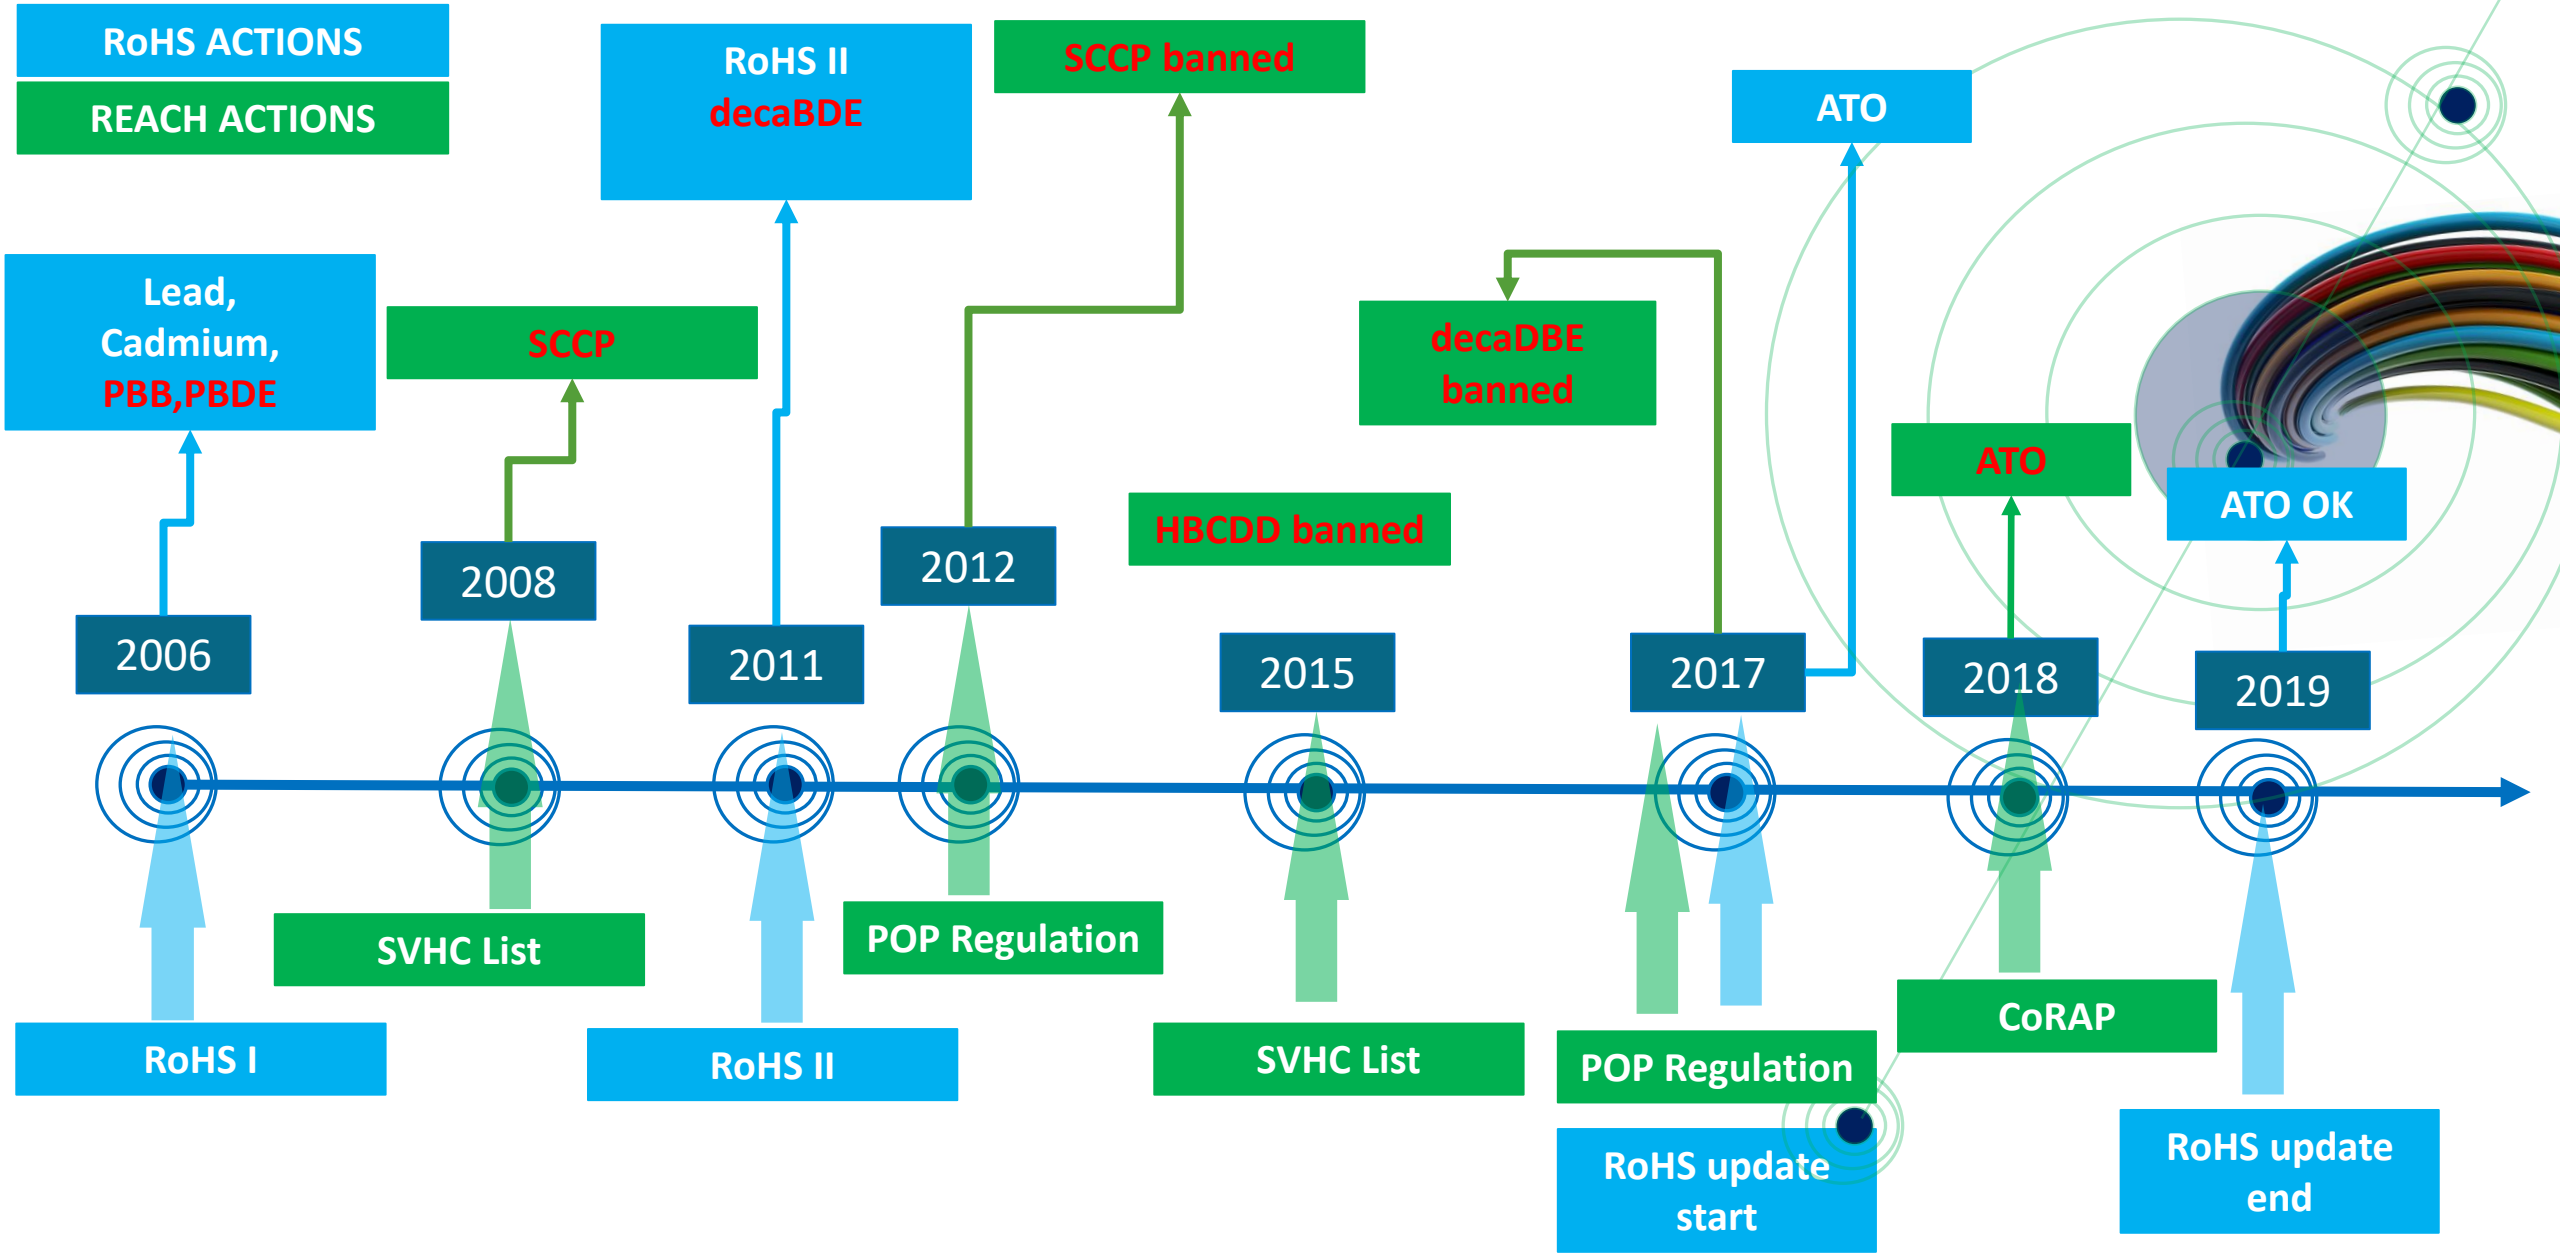 RoHS ACTIONS
REACH ACTIONS
RoHS II
decaBDE
SCCP banned
ATO
Lead,
Cadmium,
PBB,PBDE
SCCP
decaDBE
banned
ATO
ATO OK
HBCDD banned
2006
2008
2011
2012
2015
2017
2018
2019
RoHS I
SVHC List
RoHS II
POP Regulation
SVHC List
POP Regulation
RoHS update
start
CoRAP
RoHS update
end